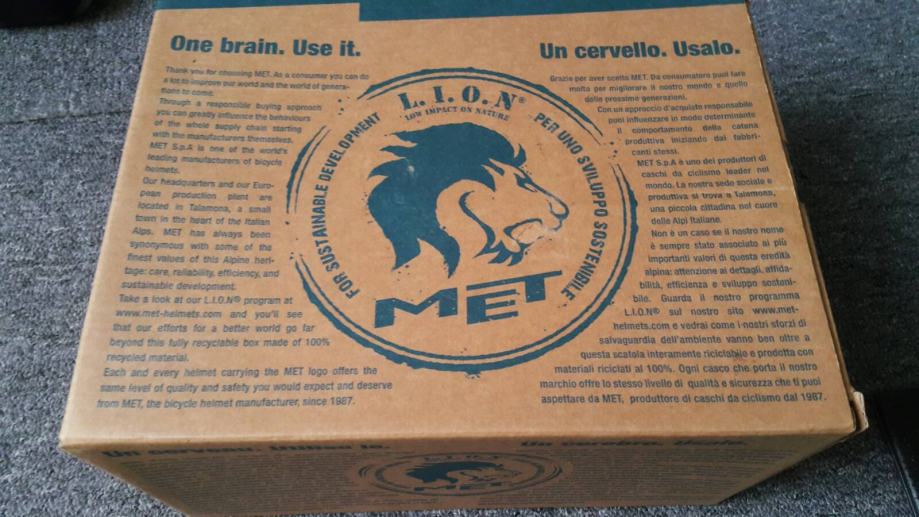 One brain. Use it.
Thank you for choosing MET. As a consumer you can do
a lot to improve our world and the world of genera-
tions to come.
Through a responsible buying approach
you can greatly influence the behaviours
of the whole supply chain starting
with the manufacturers themselves.
MET S.p.A is one of the world's
leading manufacturers of bicycle
helmets.
Our headquarters and our Euro-
pean production plant are
located in Talamona, a small
town in the heart of the Italian
Alps. MET has always been
synonymous with some of the
finest values of this Alpine heri-
tage: care, reliability, efficiency, and
sustainable development.
Take a look at our L.I.O.N® program at
www.met-helmets.com and you'll see
that our efforts for a better world go far
beyond this fully recyclable box made of 100%
recycled material.
Each and every helmet carrying the MET logo offers the
same level of quality and safety you would expect and deserve
from MET, the bicycle helmet manufacturer, since 1987.
L.I.O.N®
LOW IMPACT ON NATURE
FOR SUSTAINABLE DEVELOPMENT
PER UNO SVILUPPO SOSTENIBILE
MET
Un cervello. Usalo.
Grazie per aver scelto MET. Da consumatore puoi fare
molto per migliorare il nostro mondo e quello
delle prossime generazioni.
Con un approccio d'acquisto responsabile
puoi influenzare in modo determinante
il comportamento della catena
produttiva iniziando dai fabbri-
canti stessi.
MET S.p.A è uno dei produttori di
caschi da ciclismo leader nel
mondo. La nostra sede sociale e
produttiva si trova a Talamona,
una piccola cittadina nel cuore
delle Alpi Italiane.
Non è un caso se il nostro nome
è sempre stato associato ai più
importanti valori di questa eredità
alpina: attenzione ai dettagli, affida-
bilità, efficienza e sviluppo sosteni-
bile. Guarda il nostro programma
L.I.O.N® sul nostro sito www.met-
helmets.com e vedrai come i nostri sforzi di
salvaguardia dell'ambiente vanno ben oltre a
questa scatola interamente riciclabile e prodotta con
materiali riciclati al 100%. Ogni casco che porta il nostro
marchio offre lo stesso livello di qualità e sicurezza che ti puoi
aspettare da MET, produttore di caschi da ciclismo dal 1987.
Un cerveau. Utilise le.
Un cerebro. Usalo.
L.I.O.N
MET